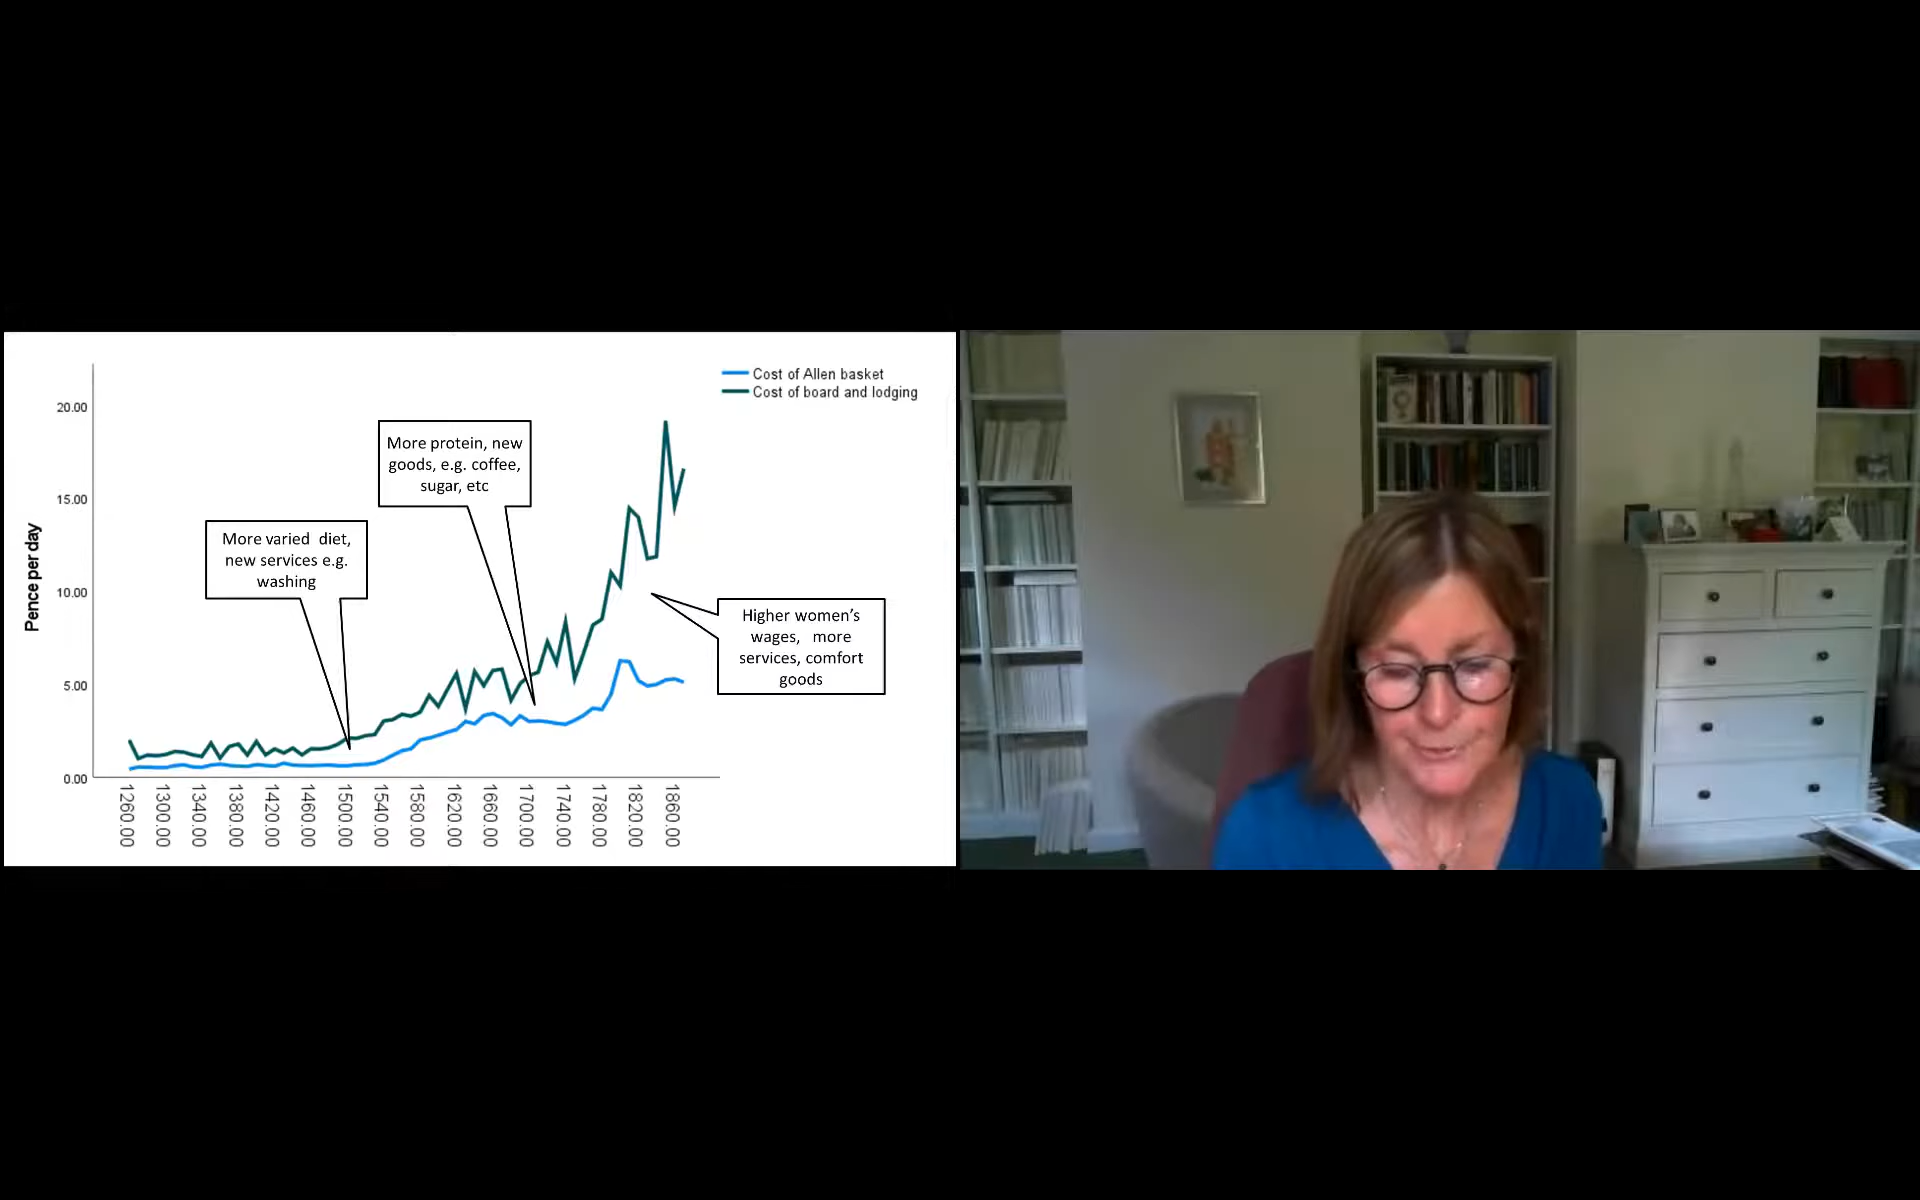 Cost of Allen basket
Cost of board and lodging
20.00
15.00
10.00
5.00
0.00
Pence per day
More protein, new
goods, e.g. coffee,
sugar, etc
More varied diet,
new services e.g.
washing
Higher women’s
wages, more
services, comfort
goods
1260.00
1300.00
1340.00
1380.00
1420.00
1460.00
1500.00
1540.00
1580.00
1620.00
1660.00
1700.00
1740.00
1780.00
1820.00
1860.00